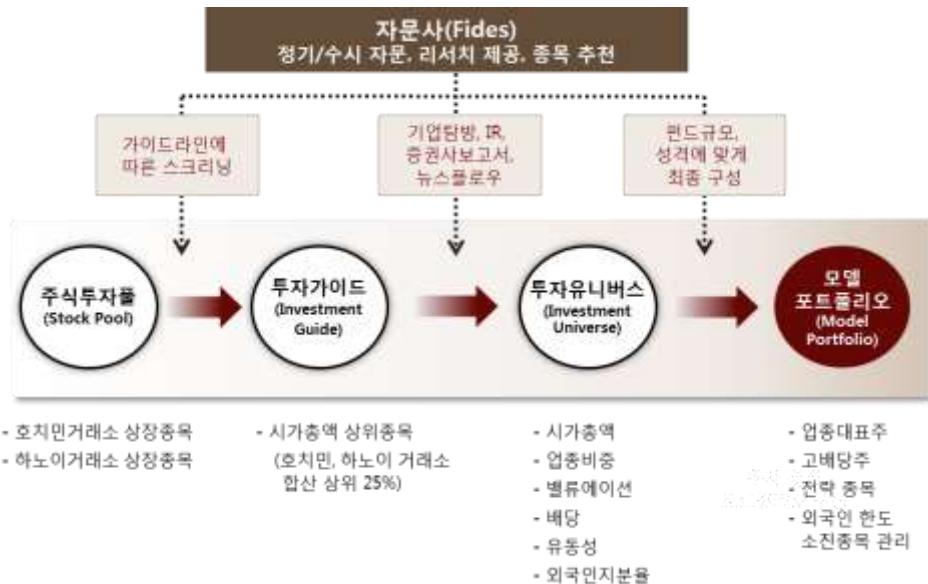 자문사(Fides)
정기/수시 자문, 리서치 제공, 종목 추천
가이드라인에
따른 스크리닝
기업탐방, IR,
증권사보고서,
뉴스플로우
펀드규모,
성격에 맞게
최종 구성
주식투자풀
(Stock Pool)
투자가이드
(Investment
Guide)
투자유니버스
(Investment
Universe)
모델
포트폴리오
(Model
Portfolio)
- 호치민거래소 상장종목
- 하노이거래소 상장종목
- 시가총액 상위종목
(호치민, 하노이 거래소
합산 상위 25%)
- 시가총액
- 업종비중
- 밸류에이션
- 배당
- 유동성
- 외국인지분율
- 업종대표주
- 고배당주
- 전략 종목
- 외국인 한도
소진종목 관리